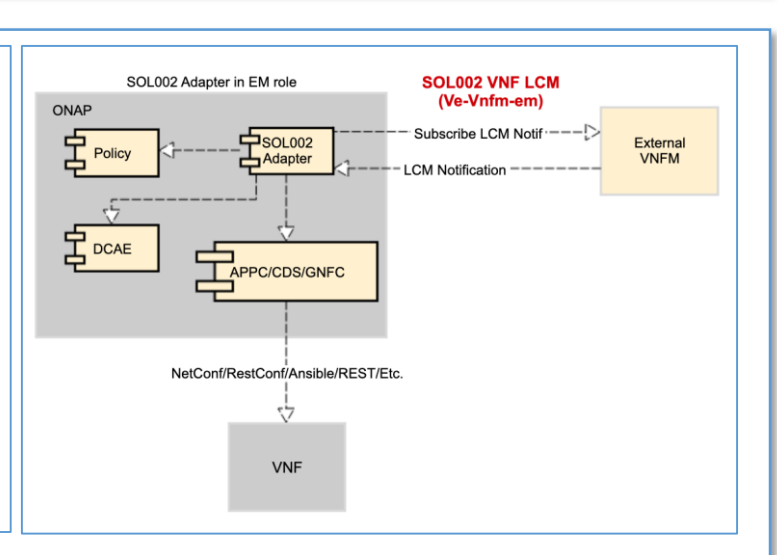 SOL002 Adapter in EM role
SOL002 VNF LCM
(Ve-Vnfm-em)
ONAP
Policy
SOL002
Adapter
Subscribe LCM Notif
External
VNFM
LCM Notification
DCAE
APPC/CDS/GNFC
NetConf/RestConf/Ansible/REST/Etc.
VNF